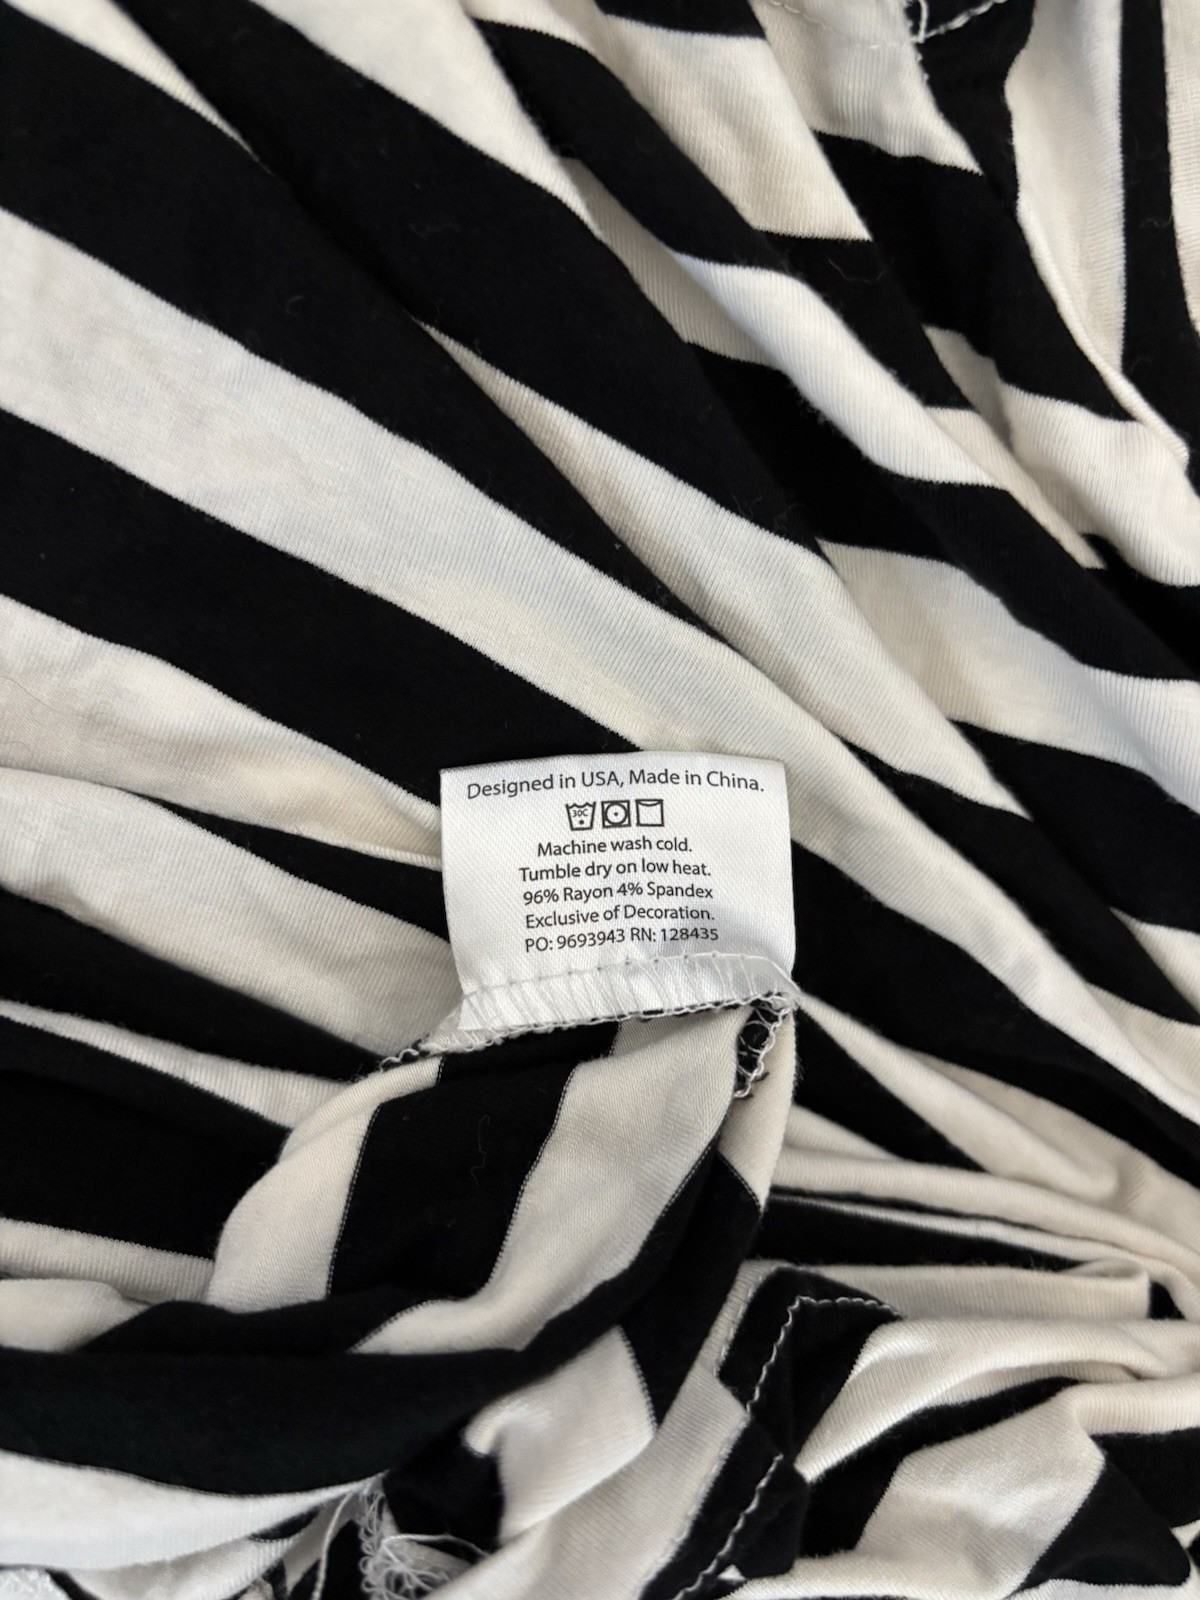 Designed in USA, Made in China.
30C
Machine wash cold.
Tumble dry on low heat.
96% Rayon 4% Spandex
Exclusive of Decoration.
PO: 9693943 RN: 128435